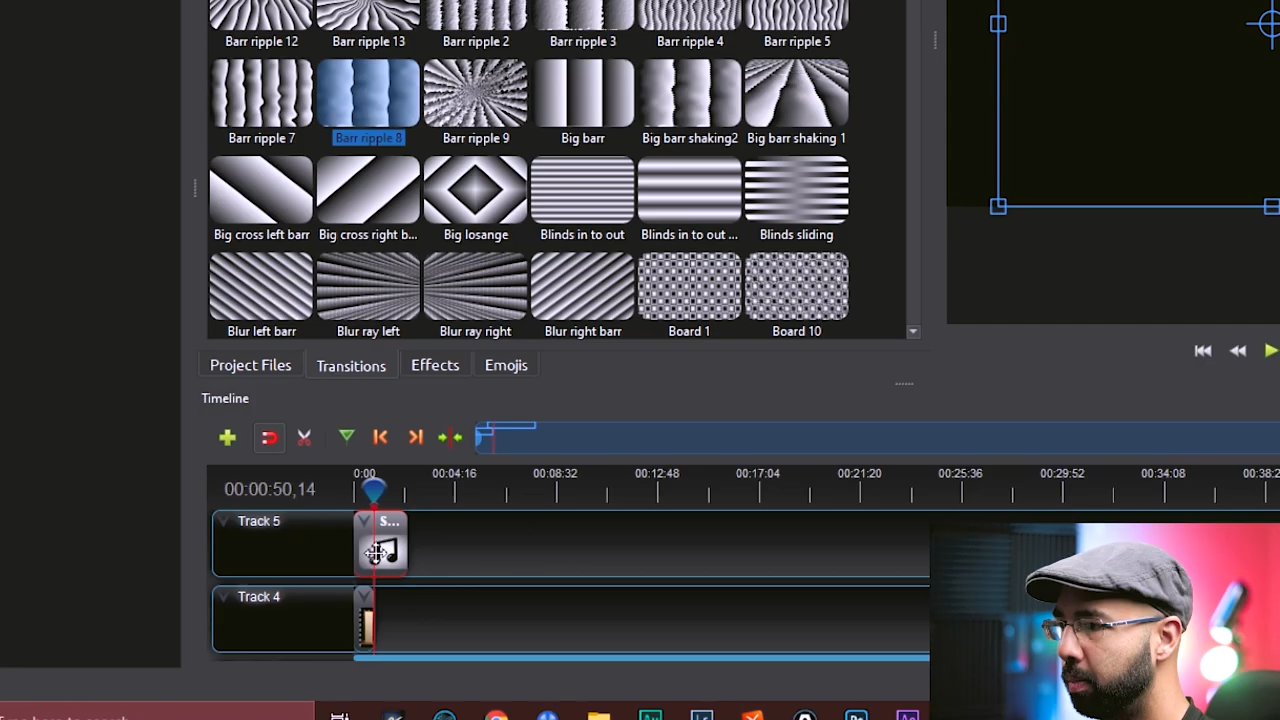 Barr ripple 12 Barr ripple 13 Barr ripple 2 Barr ripple 3 Barr ripple 4 Barr ripple 5
Barr ripple 7 Barr ripple 8 Barr ripple 9 Big barr Big barr shaking2 Big barr shaking 1
Big cross left barr Big cross right b... Big losange Blinds in to out Blinds in to out ... Blinds sliding
Blur left barr Blur ray left Blur ray right Blur right barr Board 1 Board 10
Project Files Transitions Effects Emojis
Timeline
0:00 00:04:16 00:08:32 00:12:48 00:17:04 00:21:20 00:25:36 00:29:52 00:34:08 00:38:2
00:00:50,14
Track 5 S...
Track 4
Au Lr Ps Ae